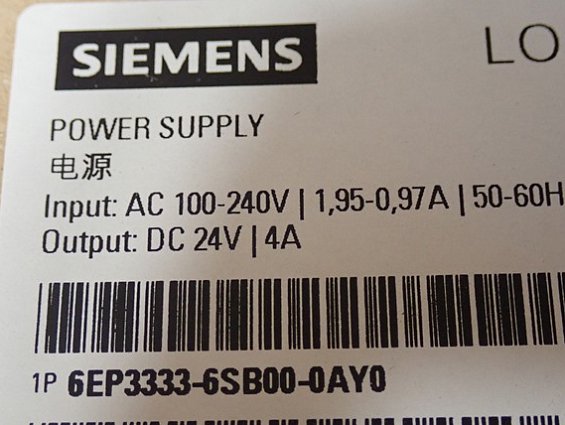 SIEMENS LO
POWER SUPPLY
电源
Input: AC 100-240V | 1,95-0,97A | 50-60H
Output: DC 24V | 4A
1P 6EP3333-6SB00-0AY0